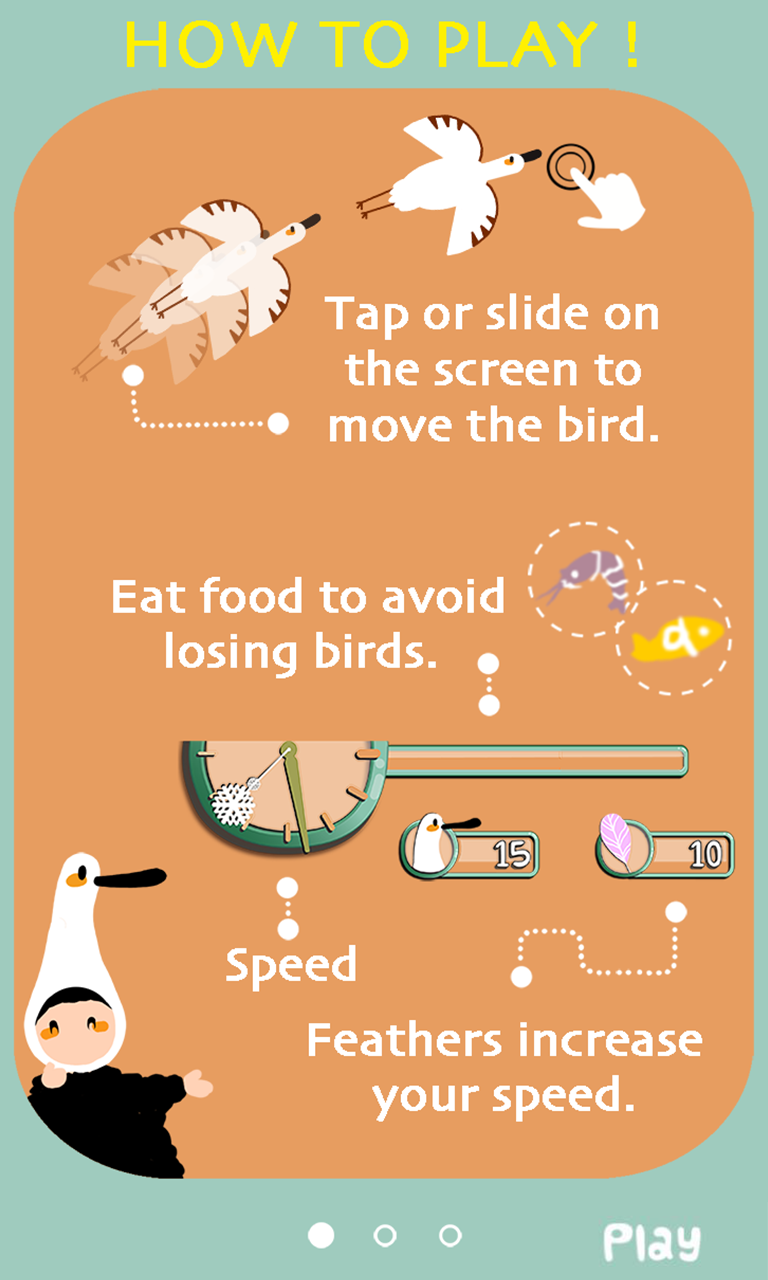 HOW TO PLAY !
Tap or slide on
the screen to
move the bird.
Eat food to avoid
losing birds.
15
10
Speed
Feathers increase
your speed.
Play